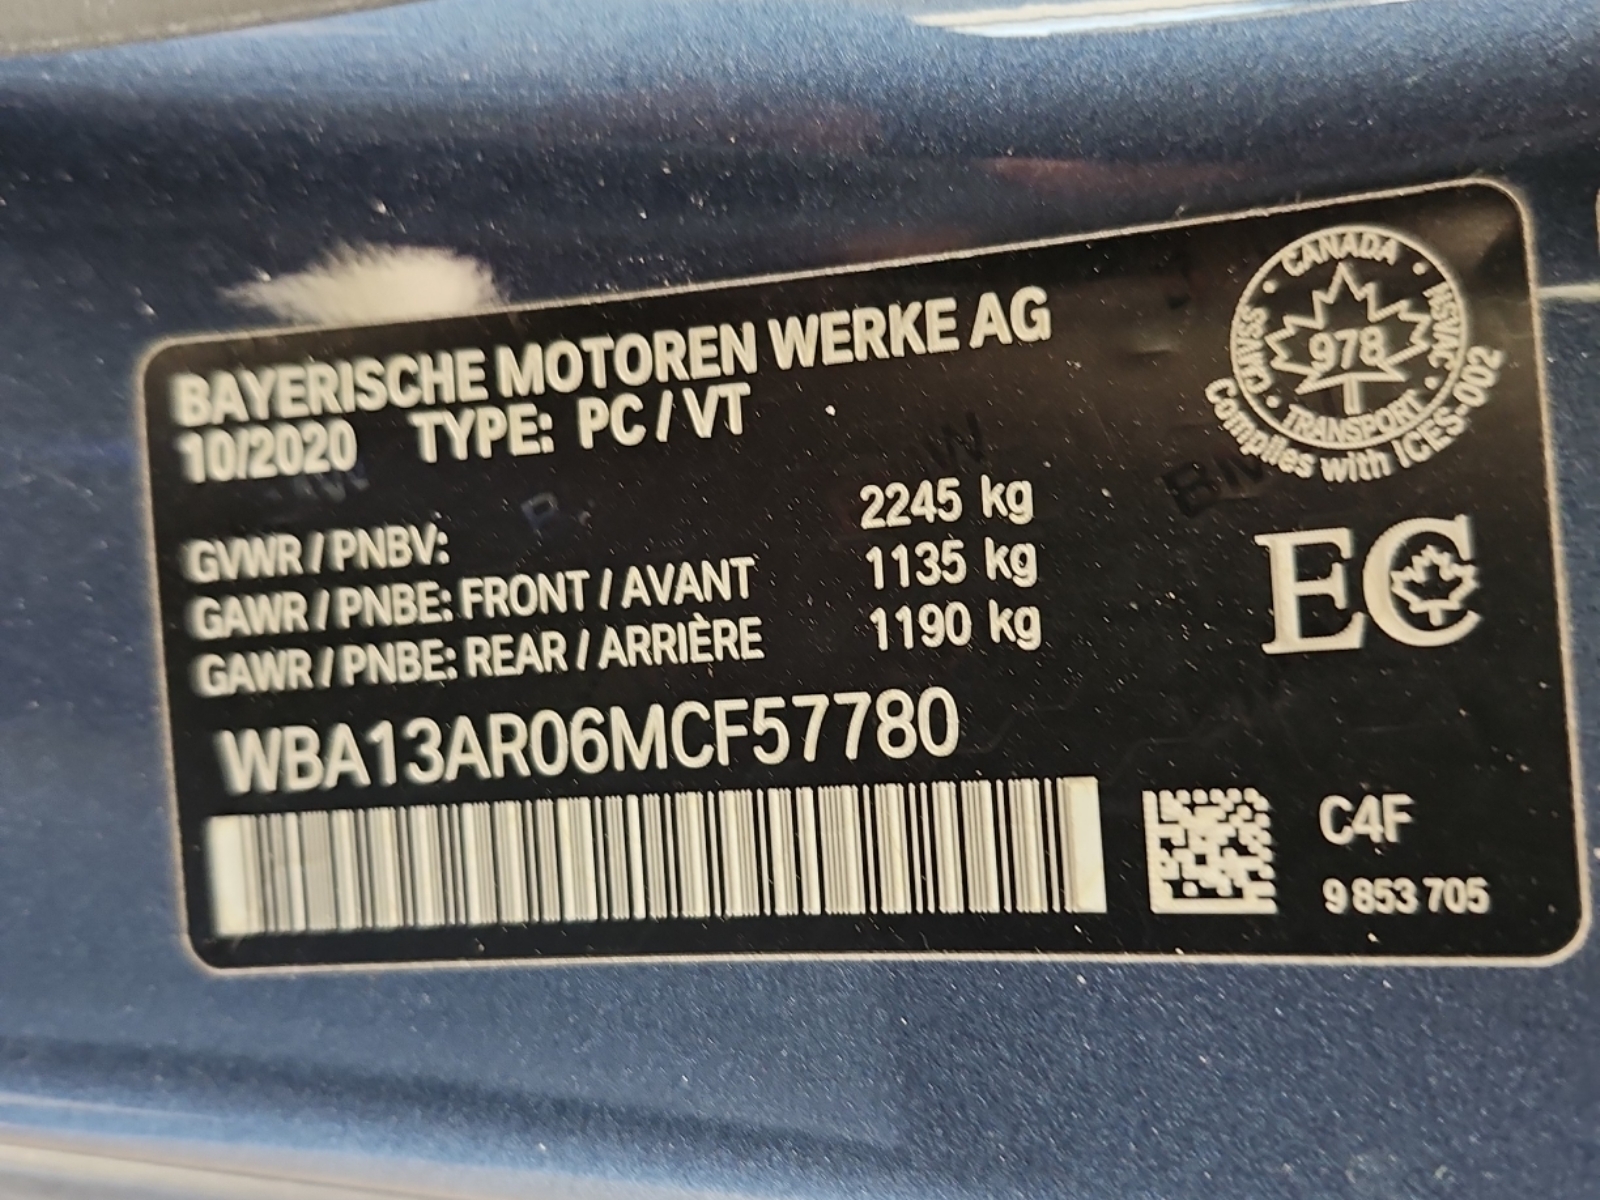 BAYERISCHE MOTOREN WERKE AG
10/2020 TYPE: PC / VT
GVWR / PNBV: 2245 kg
GAWR / PNBE: FRONT / AVANT 1135 kg
GAWR / PNBE: REAR / ARRIÈRE 1190 kg
WBA13AR06MCF57780
CANADA
CMVSS
NSVAC
978
TRANSPORT
Complies with ICES-002
EC
C4F
9 853 705